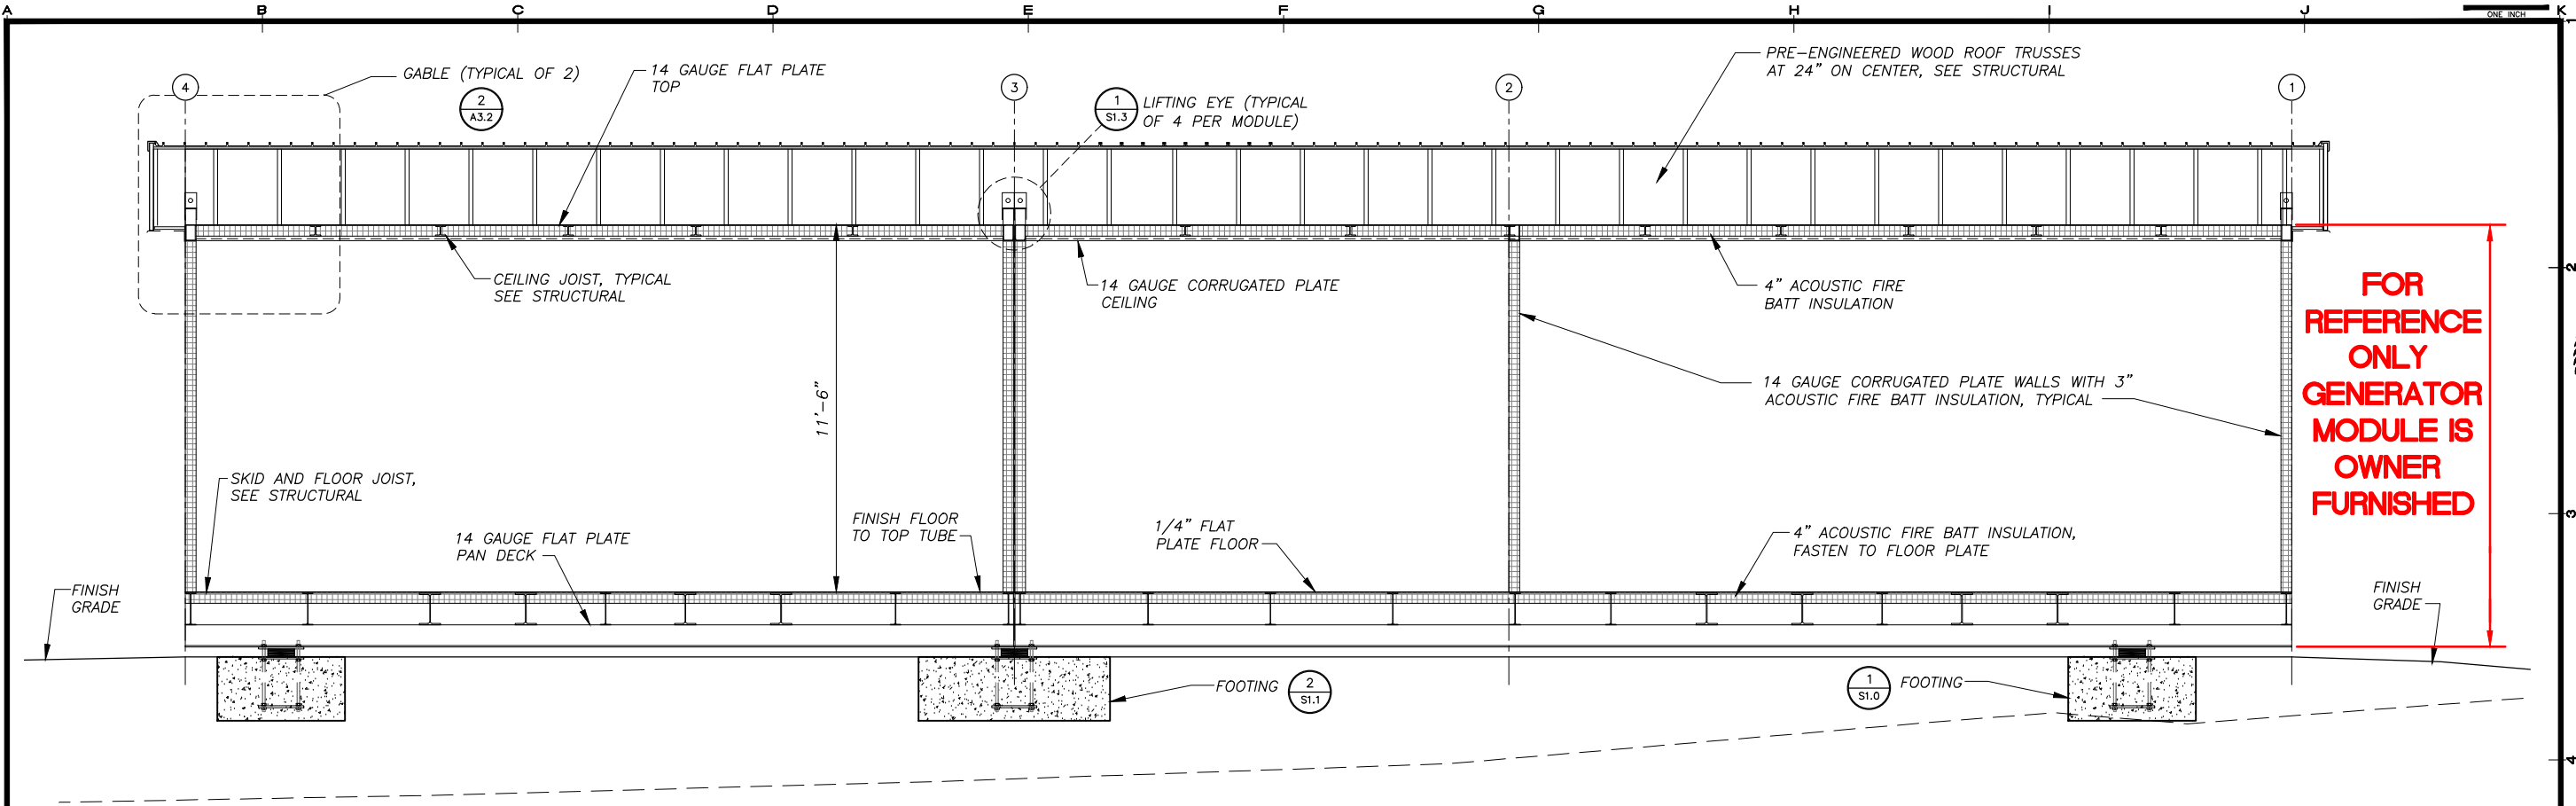 A B C D E F G H I J K
ONE INCH
1
GABLE (TYPICAL OF 2)
14 GAUGE FLAT PLATE
TOP
PRE-ENGINEERED WOOD ROOF TRUSSES
AT 24" ON CENTER, SEE STRUCTURAL
4
2
A3.2
3
1
S1.3
LIFTING EYE (TYPICAL
OF 4 PER MODULE)
2
1
CEILING JOIST, TYPICAL
SEE STRUCTURAL
14 GAUGE CORRUGATED PLATE
CEILING
4" ACOUSTIC FIRE
BATT INSULATION
2
FOR
REFERENCE
ONLY
GENERATOR
MODULE IS
OWNER
FURNISHED
11'-6"
14 GAUGE CORRUGATED PLATE WALLS WITH 3"
ACOUSTIC FIRE BATT INSULATION, TYPICAL
SKID AND FLOOR JOIST,
SEE STRUCTURAL
14 GAUGE FLAT PLATE
PAN DECK
FINISH FLOOR
TO TOP TUBE
1/4" FLAT
PLATE FLOOR
4" ACOUSTIC FIRE BATT INSULATION,
FASTEN TO FLOOR PLATE
3
FINISH
GRADE
FINISH
GRADE
FOOTING
2
S1.1
1
S1.0
FOOTING
4